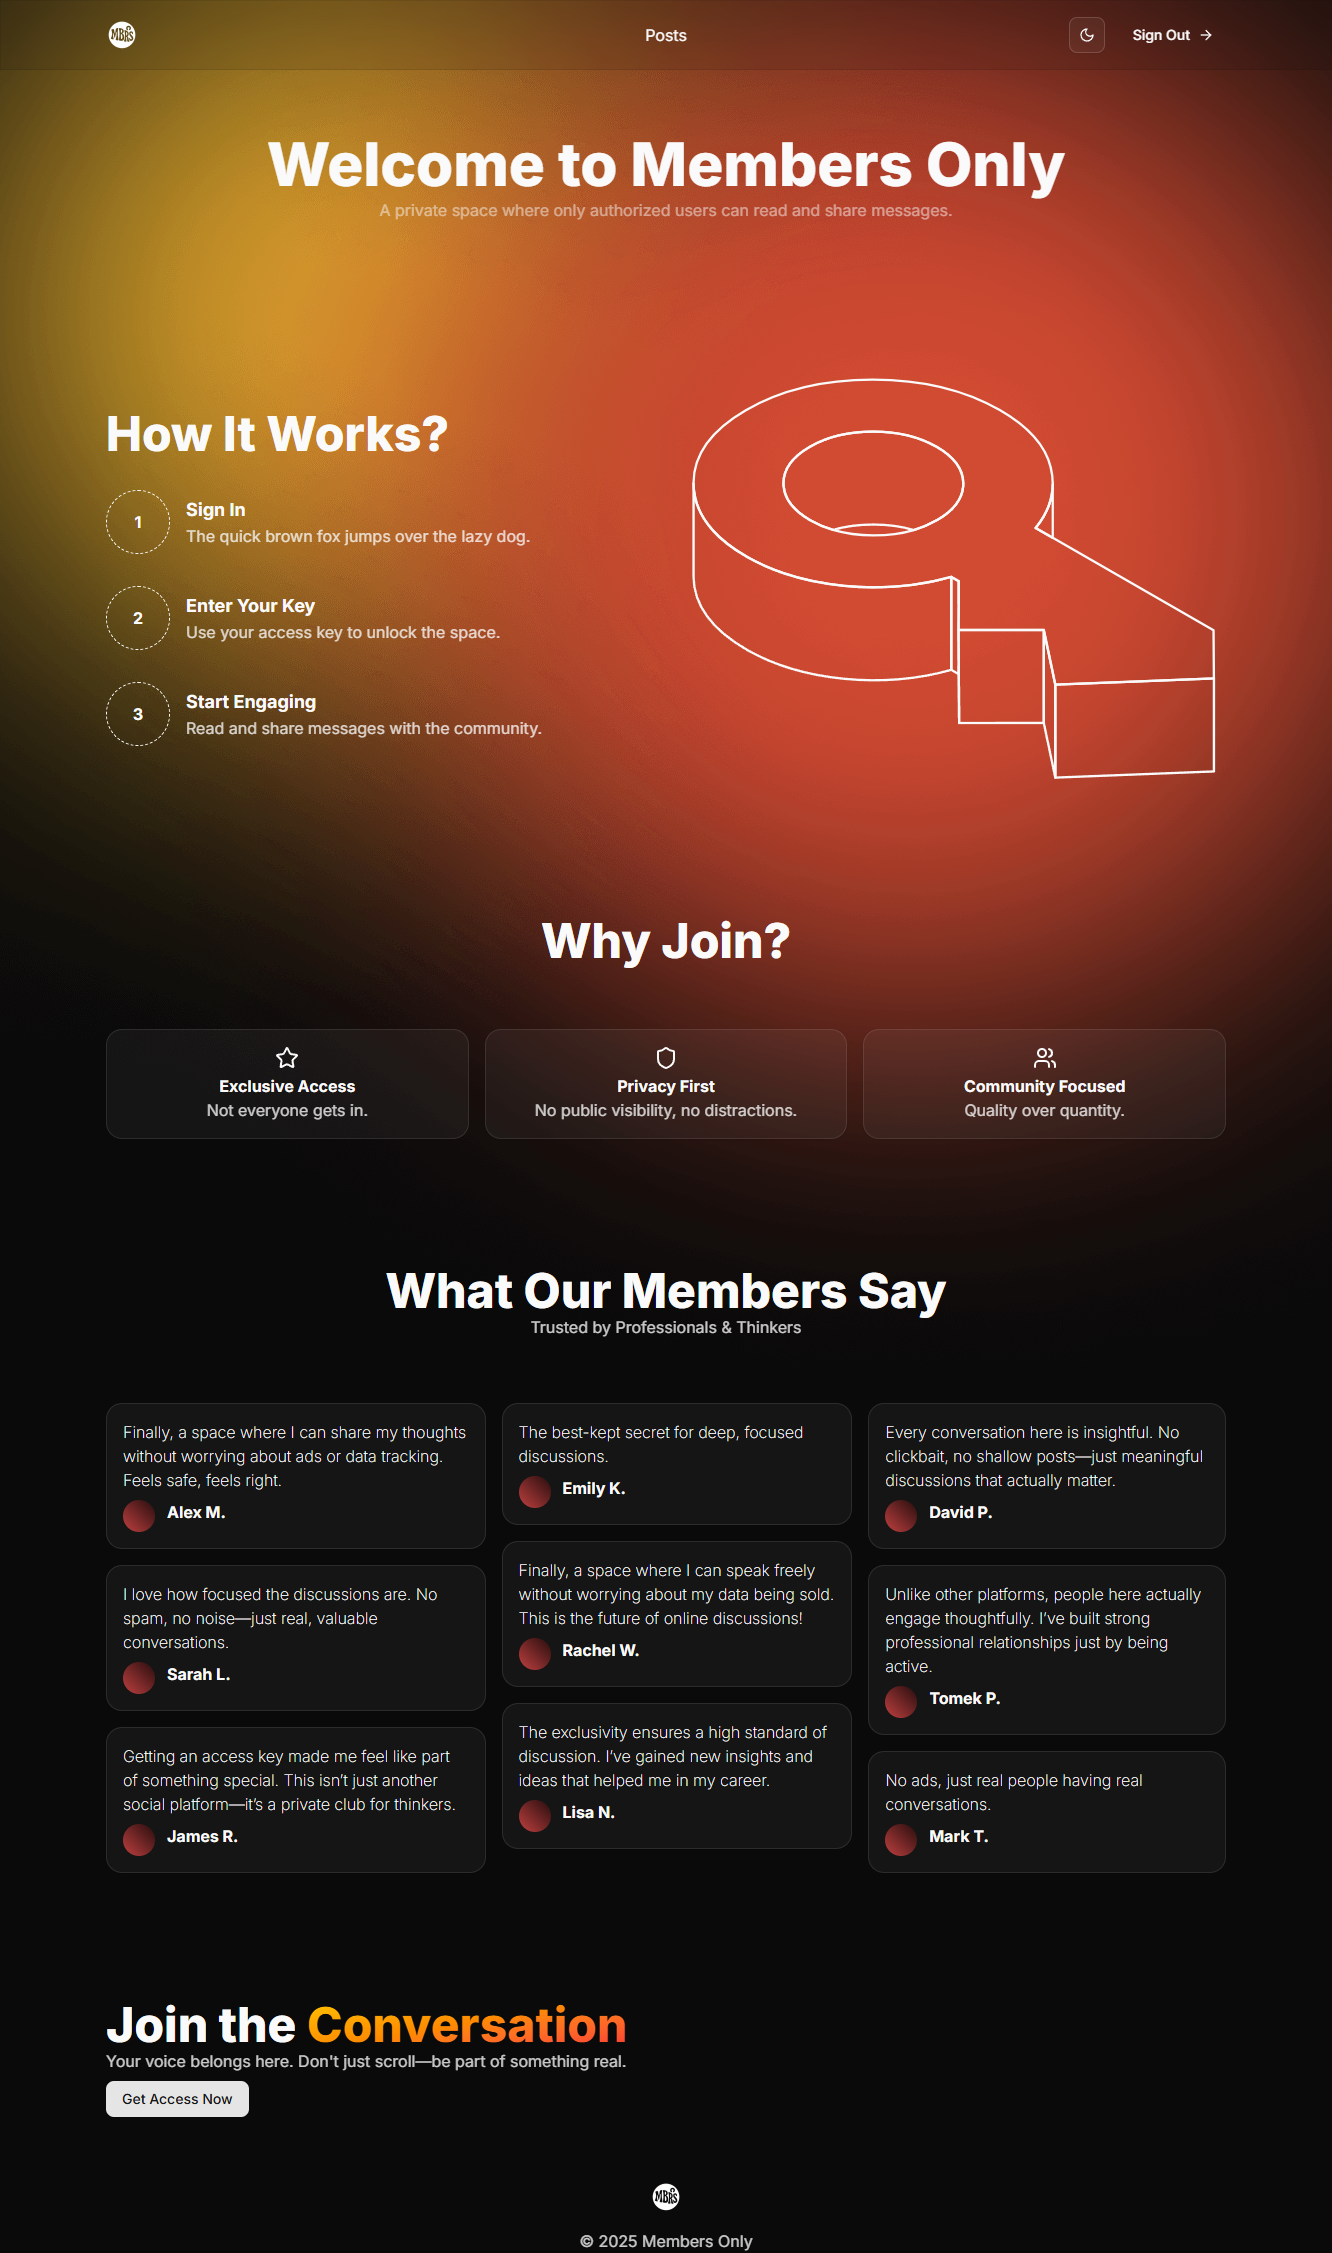 MBRS
Posts
Sign Out
Welcome to Members Only
A private space where only authorized users can read and share messages.
How It Works?
1
Sign In
The quick brown fox jumps over the lazy dog.
2
Enter Your Key
Use your access key to unlock the space.
3
Start Engaging
Read and share messages with the community.
Why Join?
Exclusive Access
Not everyone gets in.
Privacy First
No public visibility, no distractions.
Community Focused
Quality over quantity.
What Our Members Say
Trusted by Professionals & Thinkers
Finally, a space where I can share my thoughts
without worrying about ads or data tracking.
Feels safe, feels right.
Alex M.
I love how focused the discussions are. No
spam, no noise—just real, valuable
conversations.
Sarah L.
Getting an access key made me feel like part
of something special. This isn’t just another
social platform—it’s a private club for thinkers.
James R.
The best-kept secret for deep, focused
discussions.
Emily K.
Finally, a space where I can speak freely
without worrying about my data being sold.
This is the future of online discussions!
Rachel W.
The exclusivity ensures a high standard of
discussion. I’ve gained new insights and
ideas that helped me in my career.
Lisa N.
Every conversation here is insightful. No
clickbait, no shallow posts—just meaningful
discussions that actually matter.
David P.
Unlike other platforms, people here actually
engage thoughtfully. I’ve built strong
professional relationships just by being
active.
Tomek P.
No ads, just real people having real
conversations.
Mark T.
Join the Conversation
Your voice belongs here. Don't just scroll—be part of something real.
Get Access Now
MBRS
© 2025 Members Only